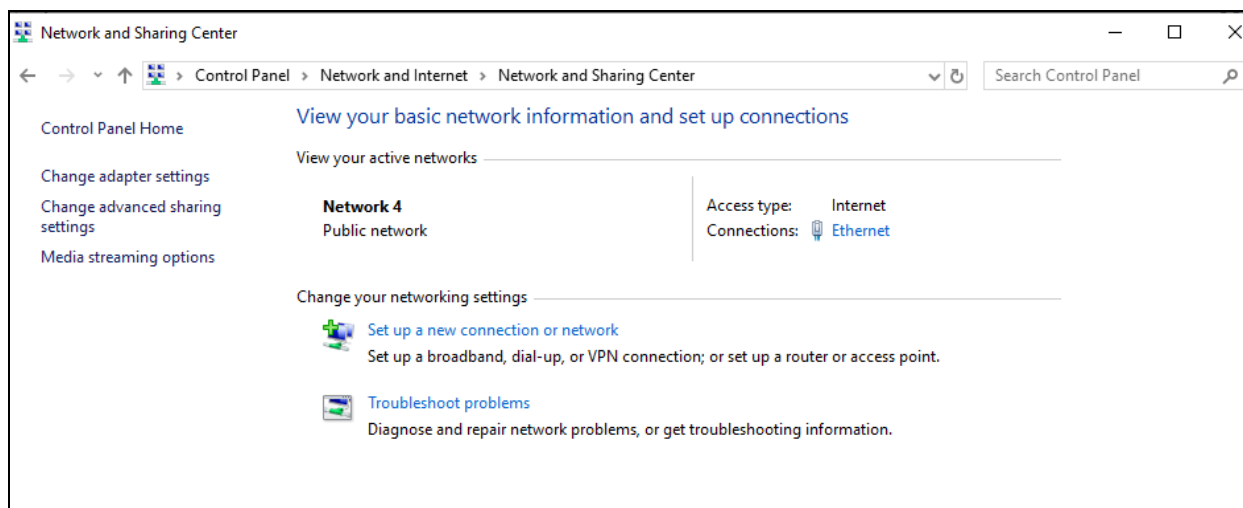 Network and Sharing Center
Control Panel > Network and Internet > Network and Sharing Center
Search Control Panel
Control Panel Home
Change adapter settings
Change advanced sharing
settings
Media streaming options
View your basic network information and set up connections
View your active networks
Network 4
Public network
Access type: Internet
Connections: Ethernet
Change your networking settings
Set up a new connection or network
Set up a broadband, dial-up, or VPN connection; or set up a router or access point.
Troubleshoot problems
Diagnose and repair network problems, or get troubleshooting information.